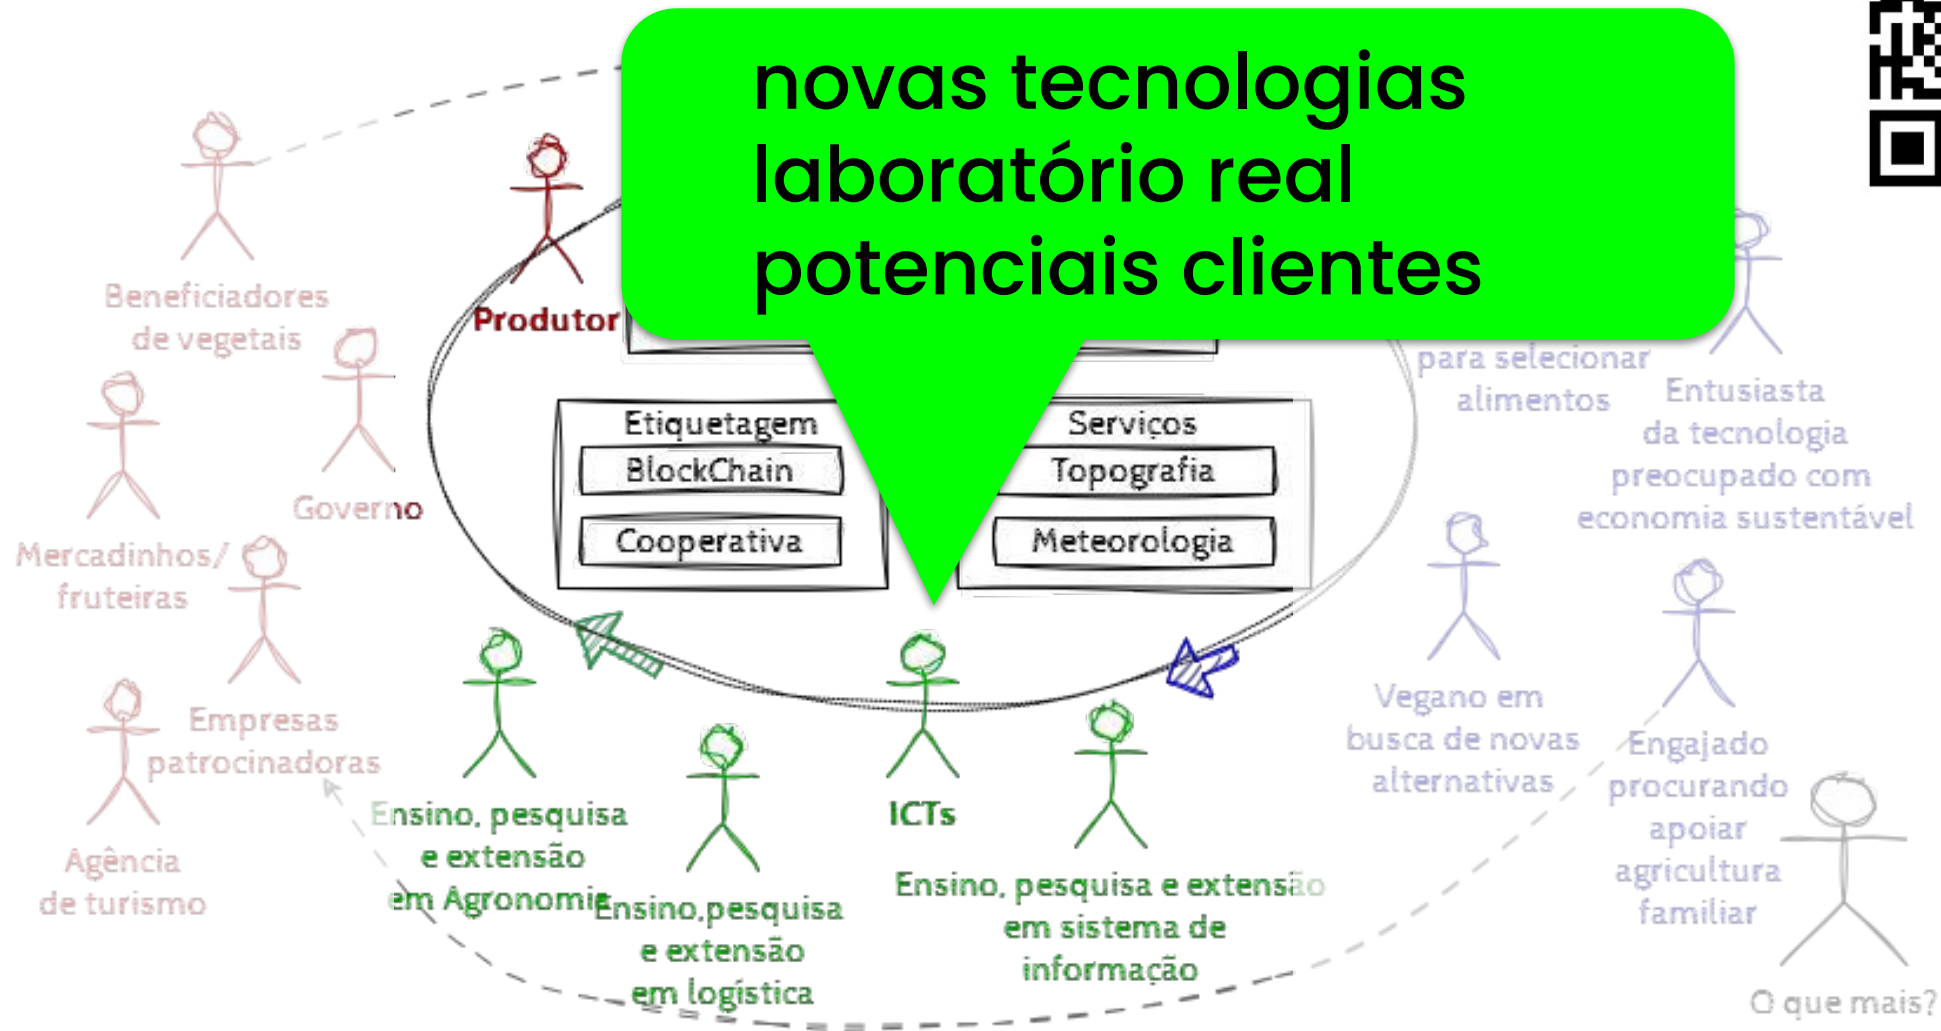 novas tecnologias
laboratório real
potenciais clientes
Beneficiadores
de vegetais
Produtor
Governo
Mercadinhos/
fruteiras
Empresas
patrocinadoras
Agência
de turismo
Etiquetagem
BlockChain
Cooperativa
Serviços
Topografia
Meteorologia
para selecionar
alimentos
Entusiasta
da tecnologia
preocupado com
economia sustentável
Vegano em
busca de novas
alternativas
Engajado
procurando
apoiar
agricultura
familiar
O que mais?
Ensino, pesquisa
e extensão
em Agronomia
Ensino,pesquisa
e extensão
em logística
ICTs
Ensino, pesquisa e extensão
em sistema de
informação